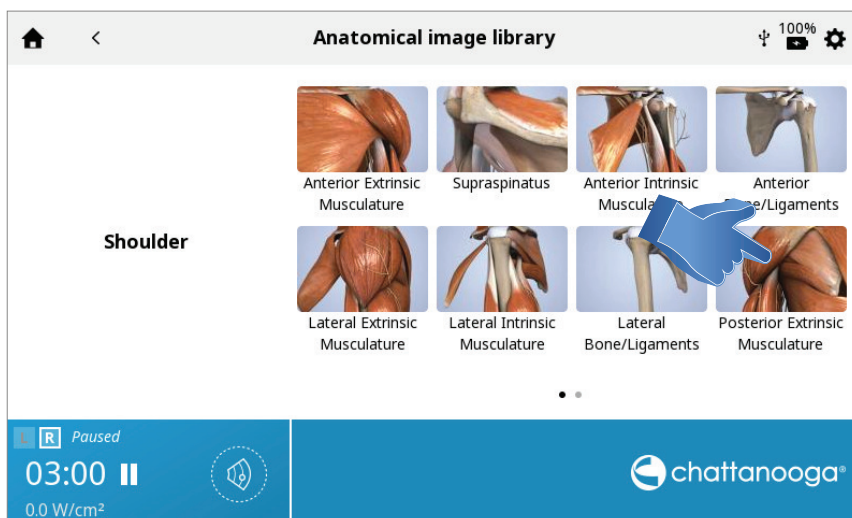 Anatomical image library
100%
Anterior Extrinsic
Musculature
Supraspinatus
Anterior Intrinsic
Anterior
Shoulder
Lateral Extrinsic
Musculature
Lateral Intrinsic
Musculature
Lateral
Bone/Ligaments
Posterior Extrinsic
Musculature
L R Paused
03:00
0.0 W/cm²
chattanooga®